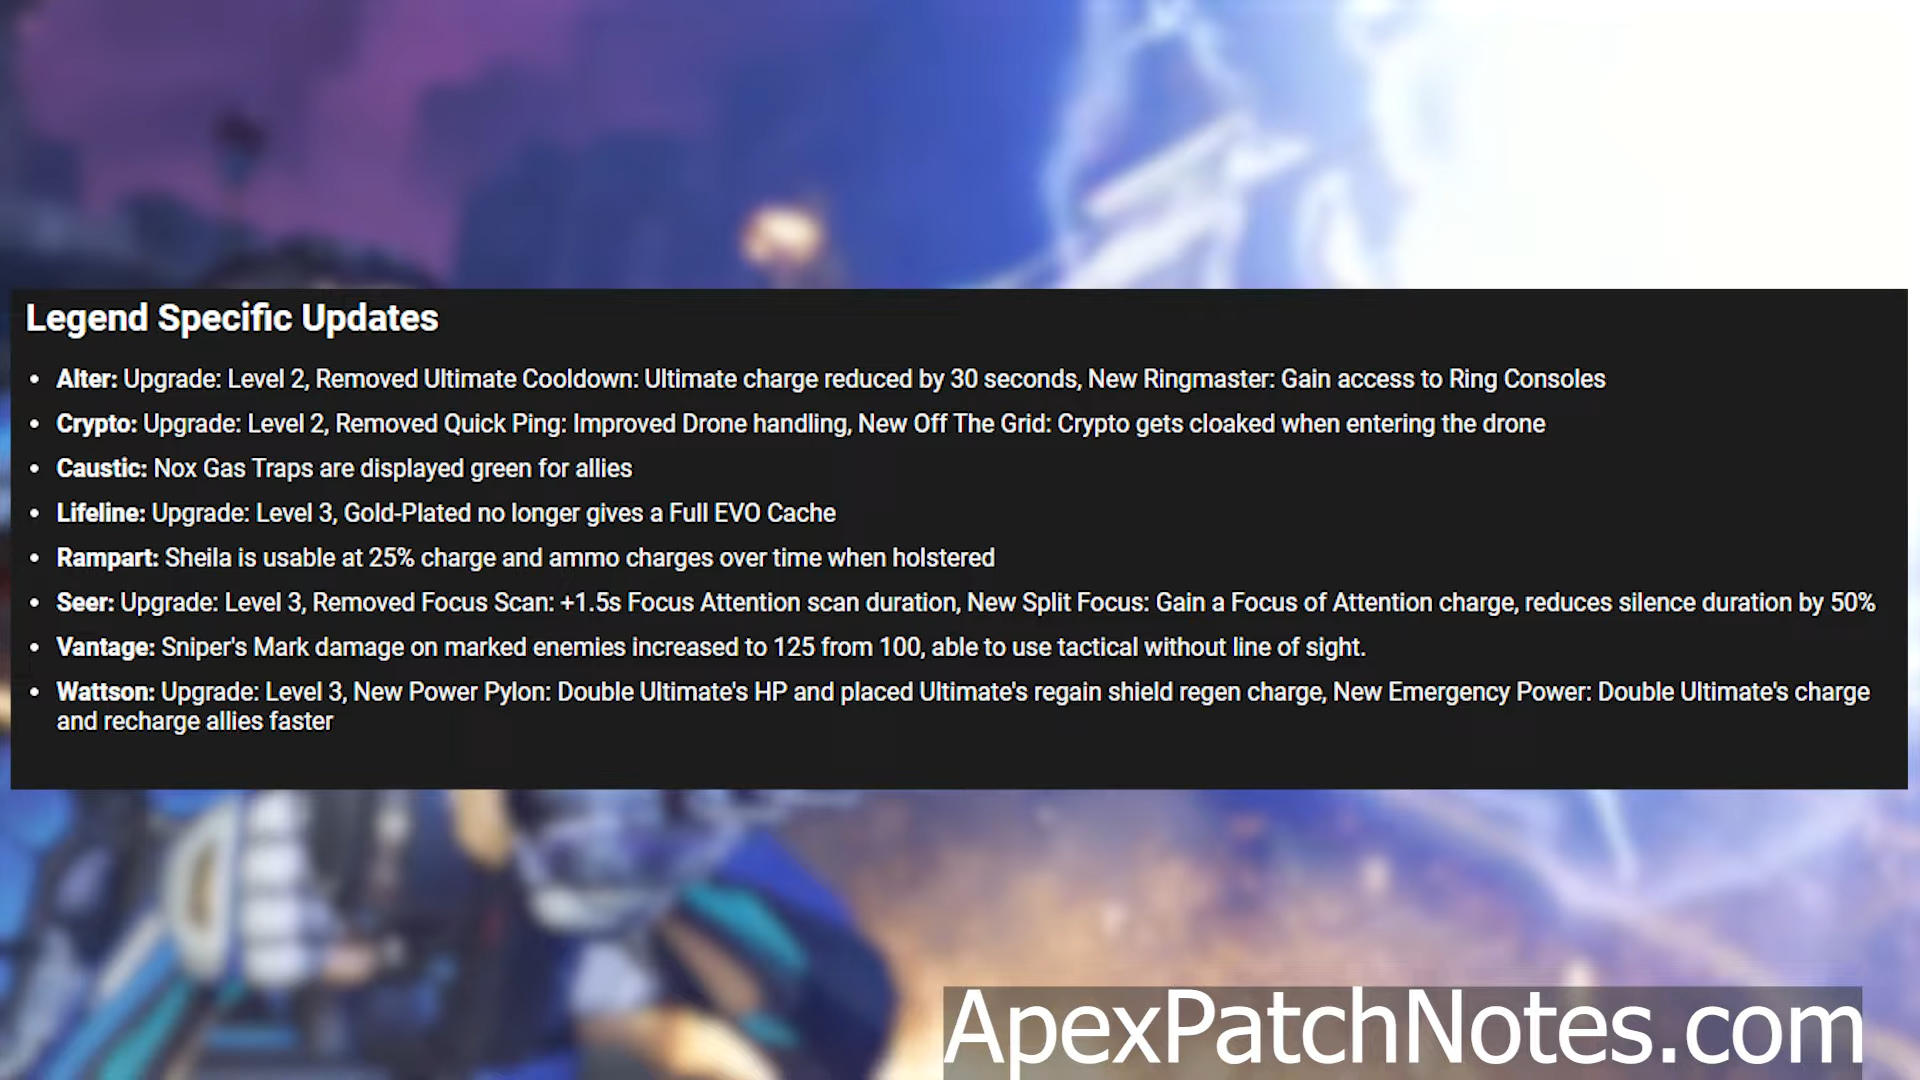 Legend Specific Updates
• Alter: Upgrade: Level 2, Removed Ultimate Cooldown: Ultimate charge reduced by 30 seconds, New Ringmaster: Gain access to Ring Consoles
• Crypto: Upgrade: Level 2, Removed Quick Ping: Improved Drone handling, New Off The Grid: Crypto gets cloaked when entering the drone
• Caustic: Nox Gas Traps are displayed green for allies
• Lifeline: Upgrade: Level 3, Gold-Plated no longer gives a Full EVO Cache
• Rampart: Sheila is usable at 25% charge and ammo charges over time when holstered
• Seer: Upgrade: Level 3, Removed Focus Scan: +1.5s Focus Attention scan duration, New Split Focus: Gain a Focus of Attention charge, reduces silence duration by 50%
• Vantage: Sniper's Mark damage on marked enemies increased to 125 from 100, able to use tactical without line of sight.
• Wattson: Upgrade: Level 3, New Power Pylon: Double Ultimate's HP and placed Ultimate's regain shield regen charge, New Emergency Power: Double Ultimate's charge
and recharge allies faster
ApexPatchNotes.com